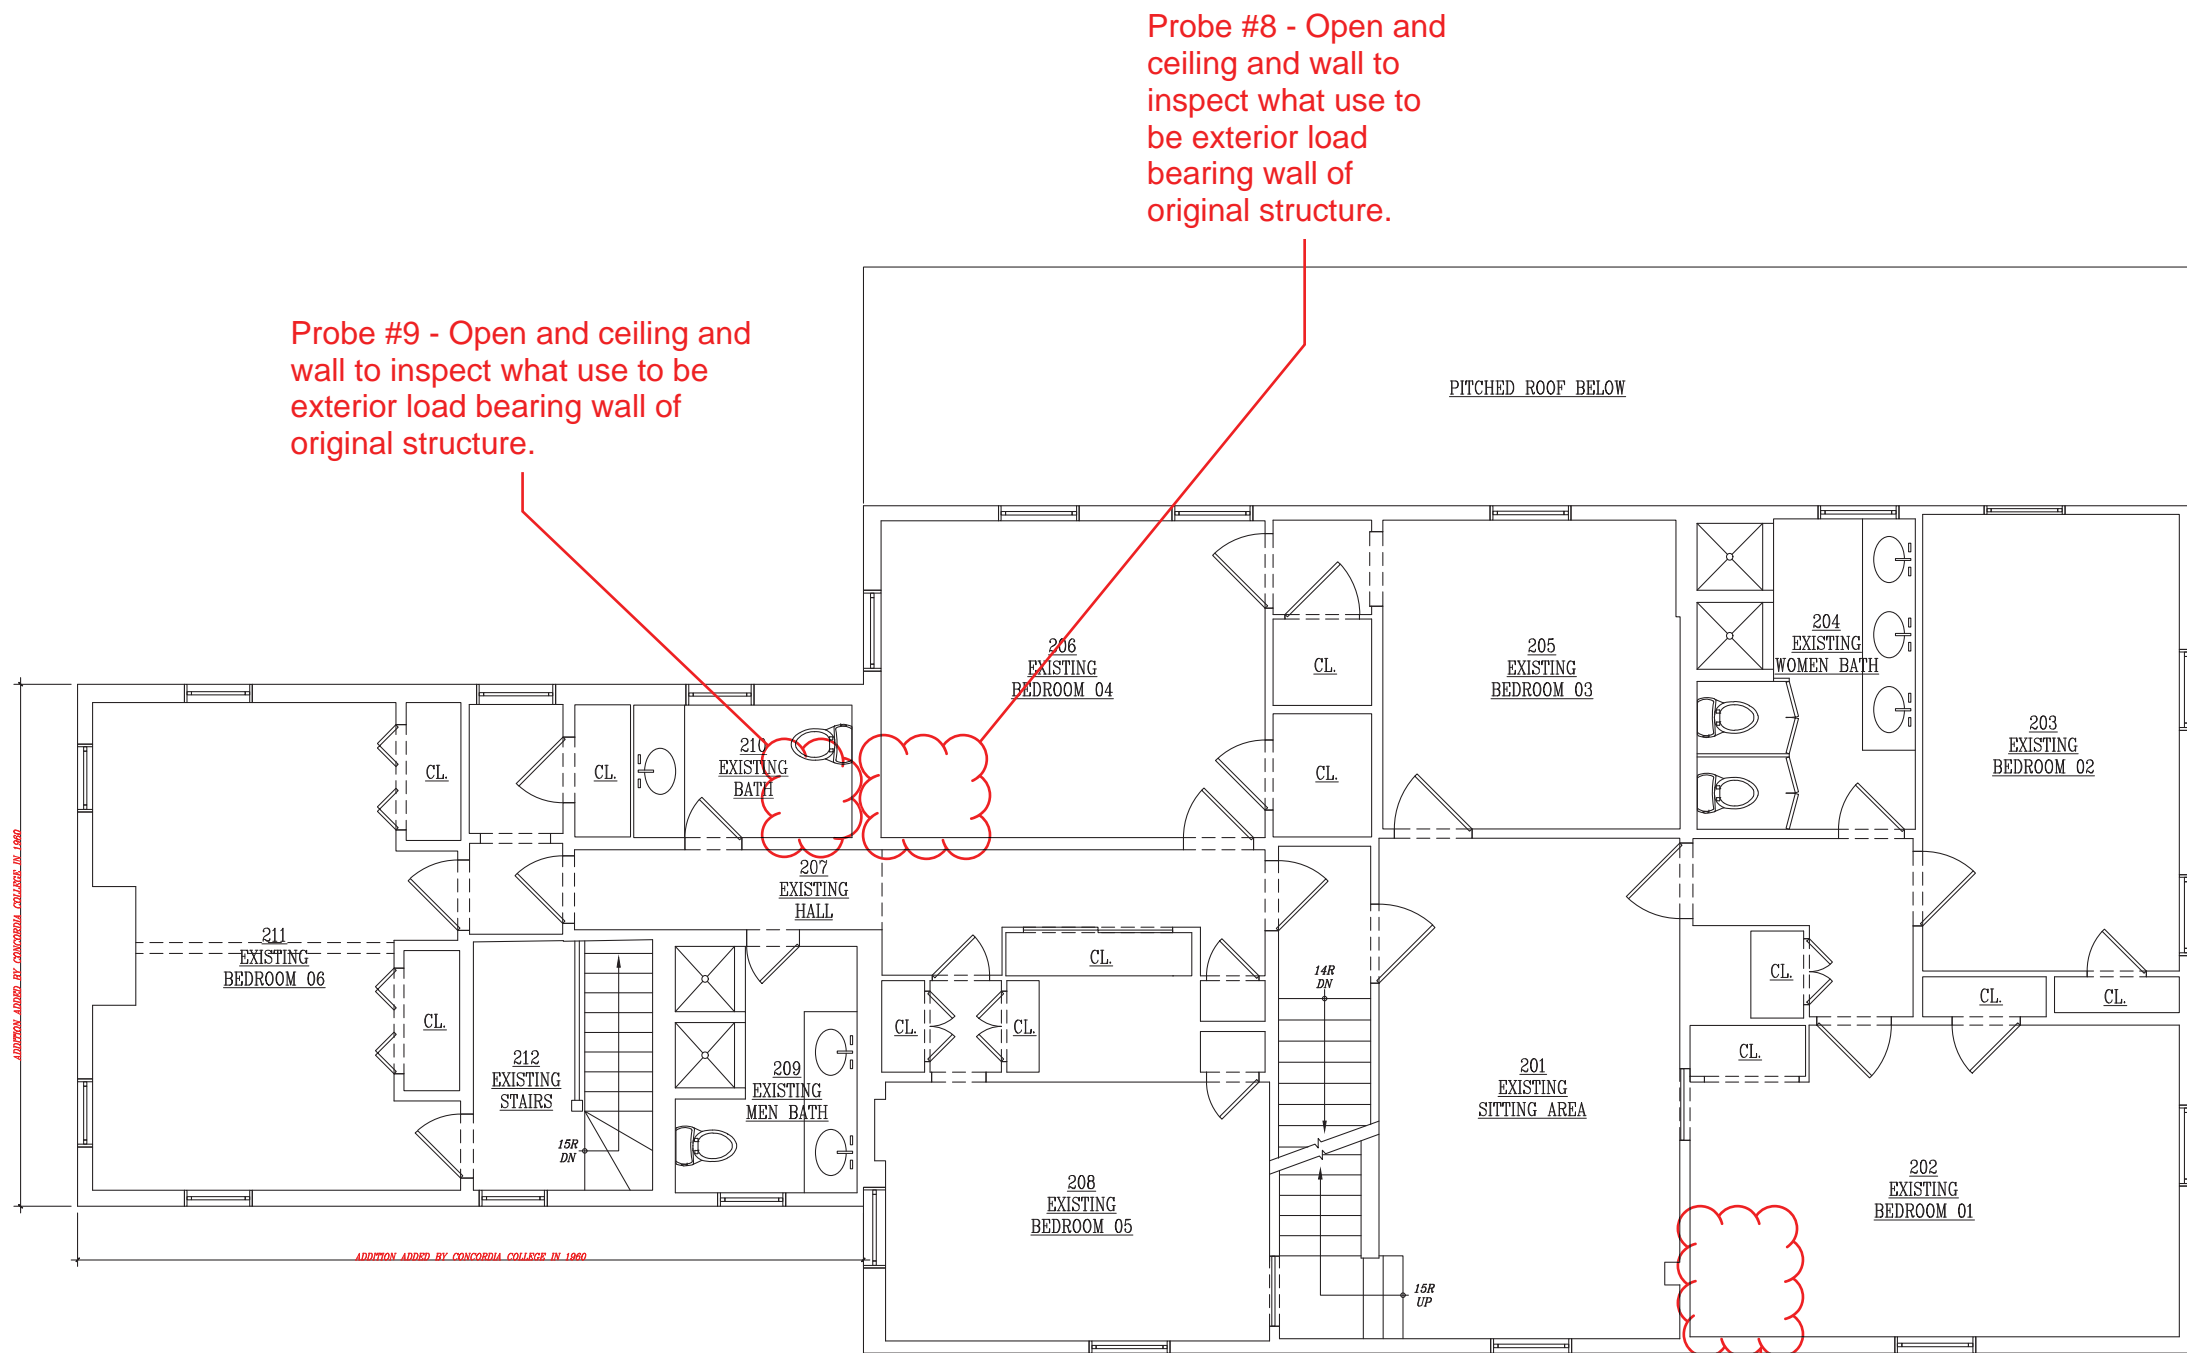 Probe #8 - Open and
ceiling and wall to
inspect what use to
be exterior load
bearing wall of
original structure.
Probe #9 - Open and ceiling and
wall to inspect what use to be
exterior load bearing wall of
original structure.
PITCHED ROOF BELOW
206
EXISTING
BEDROOM 04
CL.
CL.
205
EXISTING
BEDROOM 03
204
EXISTING
WOMEN BATH
203
EXISTING
BEDROOM 02
CL.
CL.
210
EXISTING
BATH
207
EXISTING
HALL
211
EXISTING
BEDROOM 06
CL.
CL.
CL.
CL.
CL.
212
EXISTING
STAIRS
15R
DN
209
EXISTING
MEN BATH
14R
DN
201
EXISTING
SITTING AREA
CL.
CL.
CL.
CL.
208
EXISTING
BEDROOM 05
15R
UP
202
EXISTING
BEDROOM 01
ADDITION ADDED BY CONCORDIA COLLEGE IN 1960
ADDITION ADDED BY CONCORDIA COLLEGE IN 1960